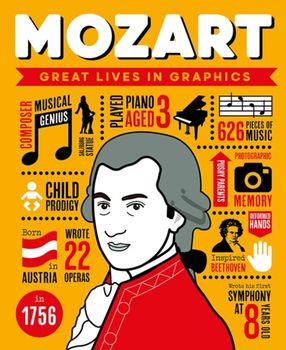 MOZART
GREAT LIVES IN GRAPHICS
COMPOSER
MUSICAL
GENIUS
SALZBURG
STATUE
PLAYED
PIANO
AGED 3
626 PIECES OF
MUSIC
CHILD
PRODIGY
PUSHY PARENTS
PHOTOGRAPHIC
MEMORY
DEFORMED
HANDS
Born
in
AUSTRIA
WROTE
22
OPERAS
Inspired
BEETHOVEN
in
1756
Wrote his first
SYMPHONY
AT 8
YEARS OLD